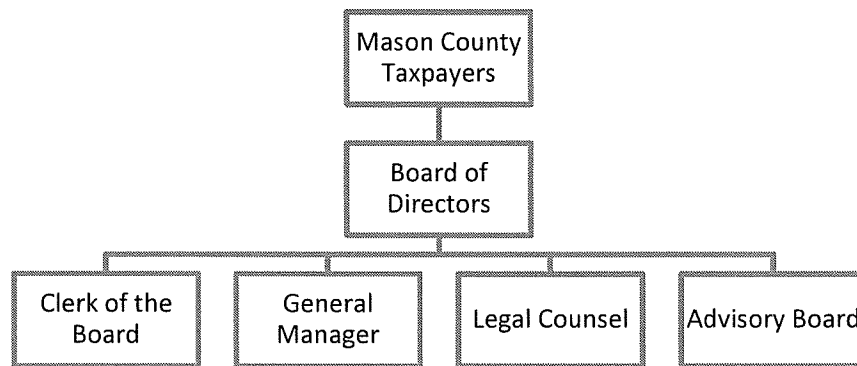 Mason County
Taxpayers
Board of
Directors
Clerk of the
Board
General
Manager
Legal Counsel
Advisory Board